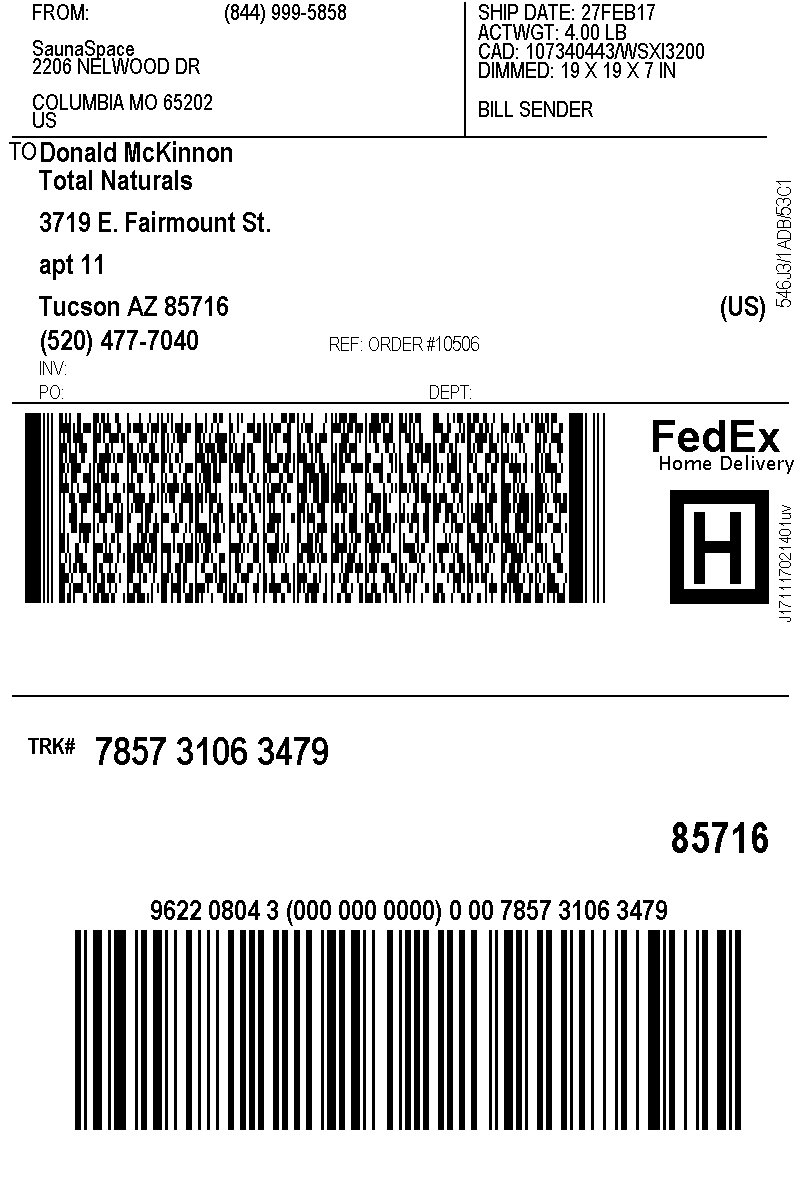 FROM: (844) 999-5858
SaunaSpace
2206 NELWOOD DR
COLUMBIA MO 65202
US
SHIP DATE: 27FEB17
ACTWGT: 4.00 LB
CAD: 107340443/WSXI3200
DIMMED: 19 X 19 X 7 IN
BILL SENDER
TO Donald McKinnon
Total Naturals
3719 E. Fairmount St.
apt 11
Tucson AZ 85716 (US)
(520) 477-7040 REF: ORDER #10506
INV:
PO: DEPT:
546J3/1ADB/53C1
FedEx
Home Delivery
H
J171117021401uv
TRK# 7857 3106 3479
85716
9622 0804 3 (000 000 0000) 0 00 7857 3106 3479